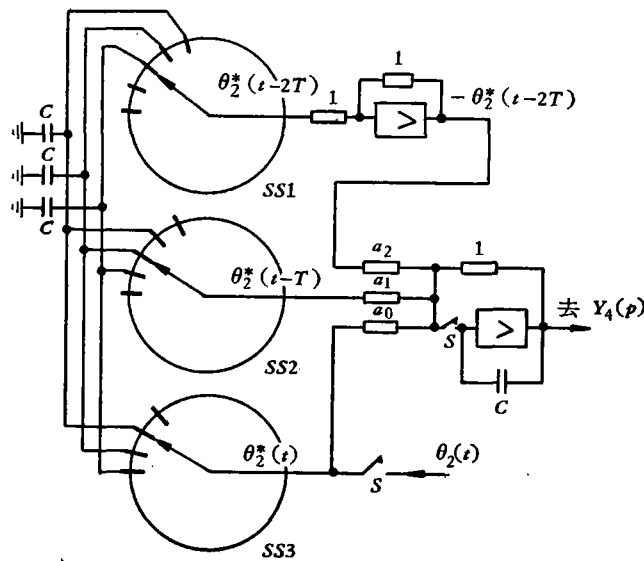 1
θ₂*(t-2T)
1
-θ₂*(t-2T)
C
C
C
SS1
a₂
1
θ₂*(t-T)
a₁
a₀
S
去 Y₄(p)
C
SS2
θ₂*(t)
θ₂(t)
S
SS3